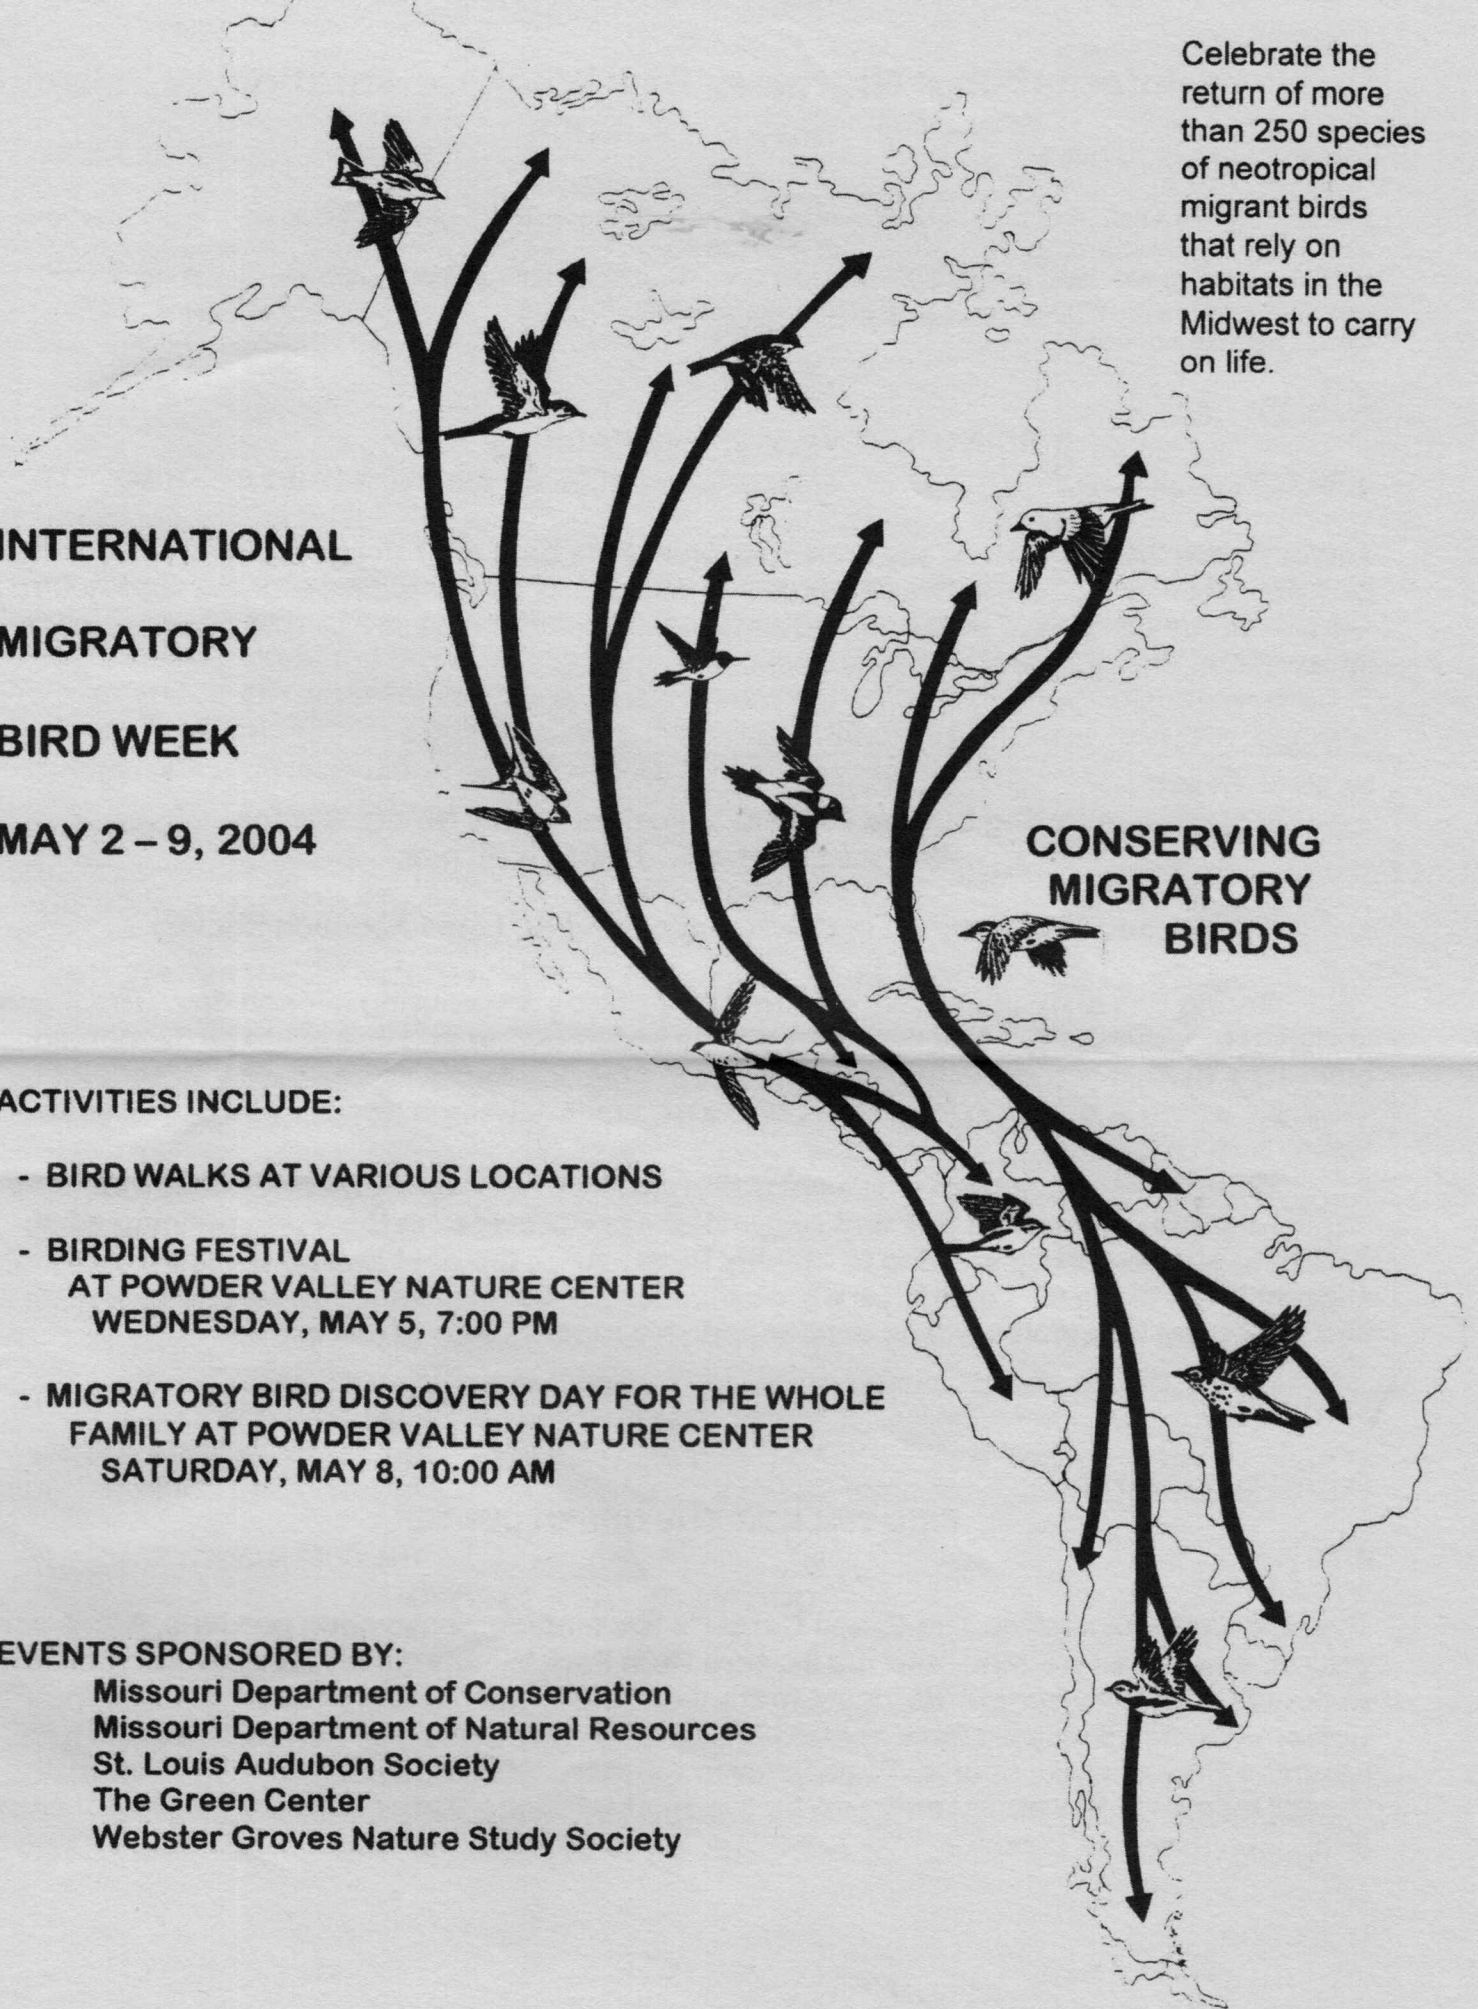 Celebrate the
return of more
than 250 species
of neotropical
migrant birds
that rely on
habitats in the
Midwest to carry
on life.
INTERNATIONAL
MIGRATORY
BIRD WEEK
MAY 2 – 9, 2004
CONSERVING
MIGRATORY
BIRDS
ACTIVITIES INCLUDE:
- BIRD WALKS AT VARIOUS LOCATIONS
- BIRDING FESTIVAL
AT POWDER VALLEY NATURE CENTER
WEDNESDAY, MAY 5, 7:00 PM
- MIGRATORY BIRD DISCOVERY DAY FOR THE WHOLE
FAMILY AT POWDER VALLEY NATURE CENTER
SATURDAY, MAY 8, 10:00 AM
EVENTS SPONSORED BY:
Missouri Department of Conservation
Missouri Department of Natural Resources
St. Louis Audubon Society
The Green Center
Webster Groves Nature Study Society